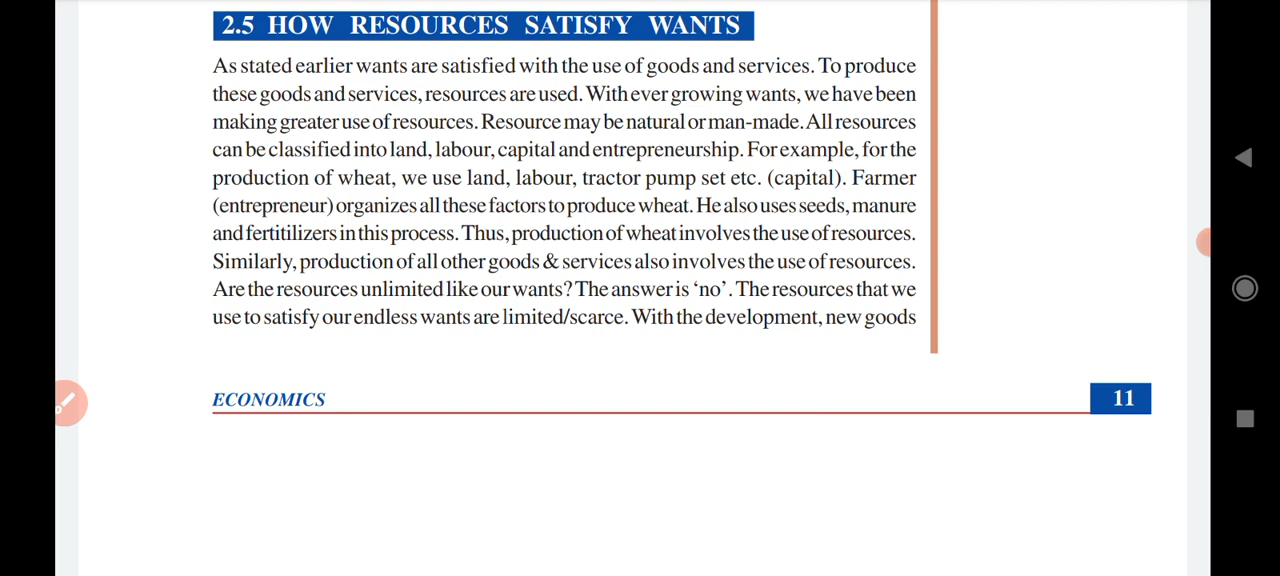 2.5 HOW RESOURCES SATISFY WANTS
As stated earlier wants are satisfied with the use of goods and services. To produce
these goods and services, resources are used. With ever growing wants, we have been
making greater use of resources. Resource may be natural or man-made. All resources
can be classified into land, labour, capital and entrepreneurship. For example, for the
production of wheat, we use land, labour, tractor pump set etc. (capital). Farmer
(entrepreneur) organizes all these factors to produce wheat. He also uses seeds, manure
and fertitilizers in this process. Thus, production of wheat involves the use of resources.
Similarly, production of all other goods & services also involves the use of resources.
Are the resources unlimited like our wants? The answer is ‘no’. The resources that we
use to satisfy our endless wants are limited/scarce. With the development, new goods
ECONOMICS
11